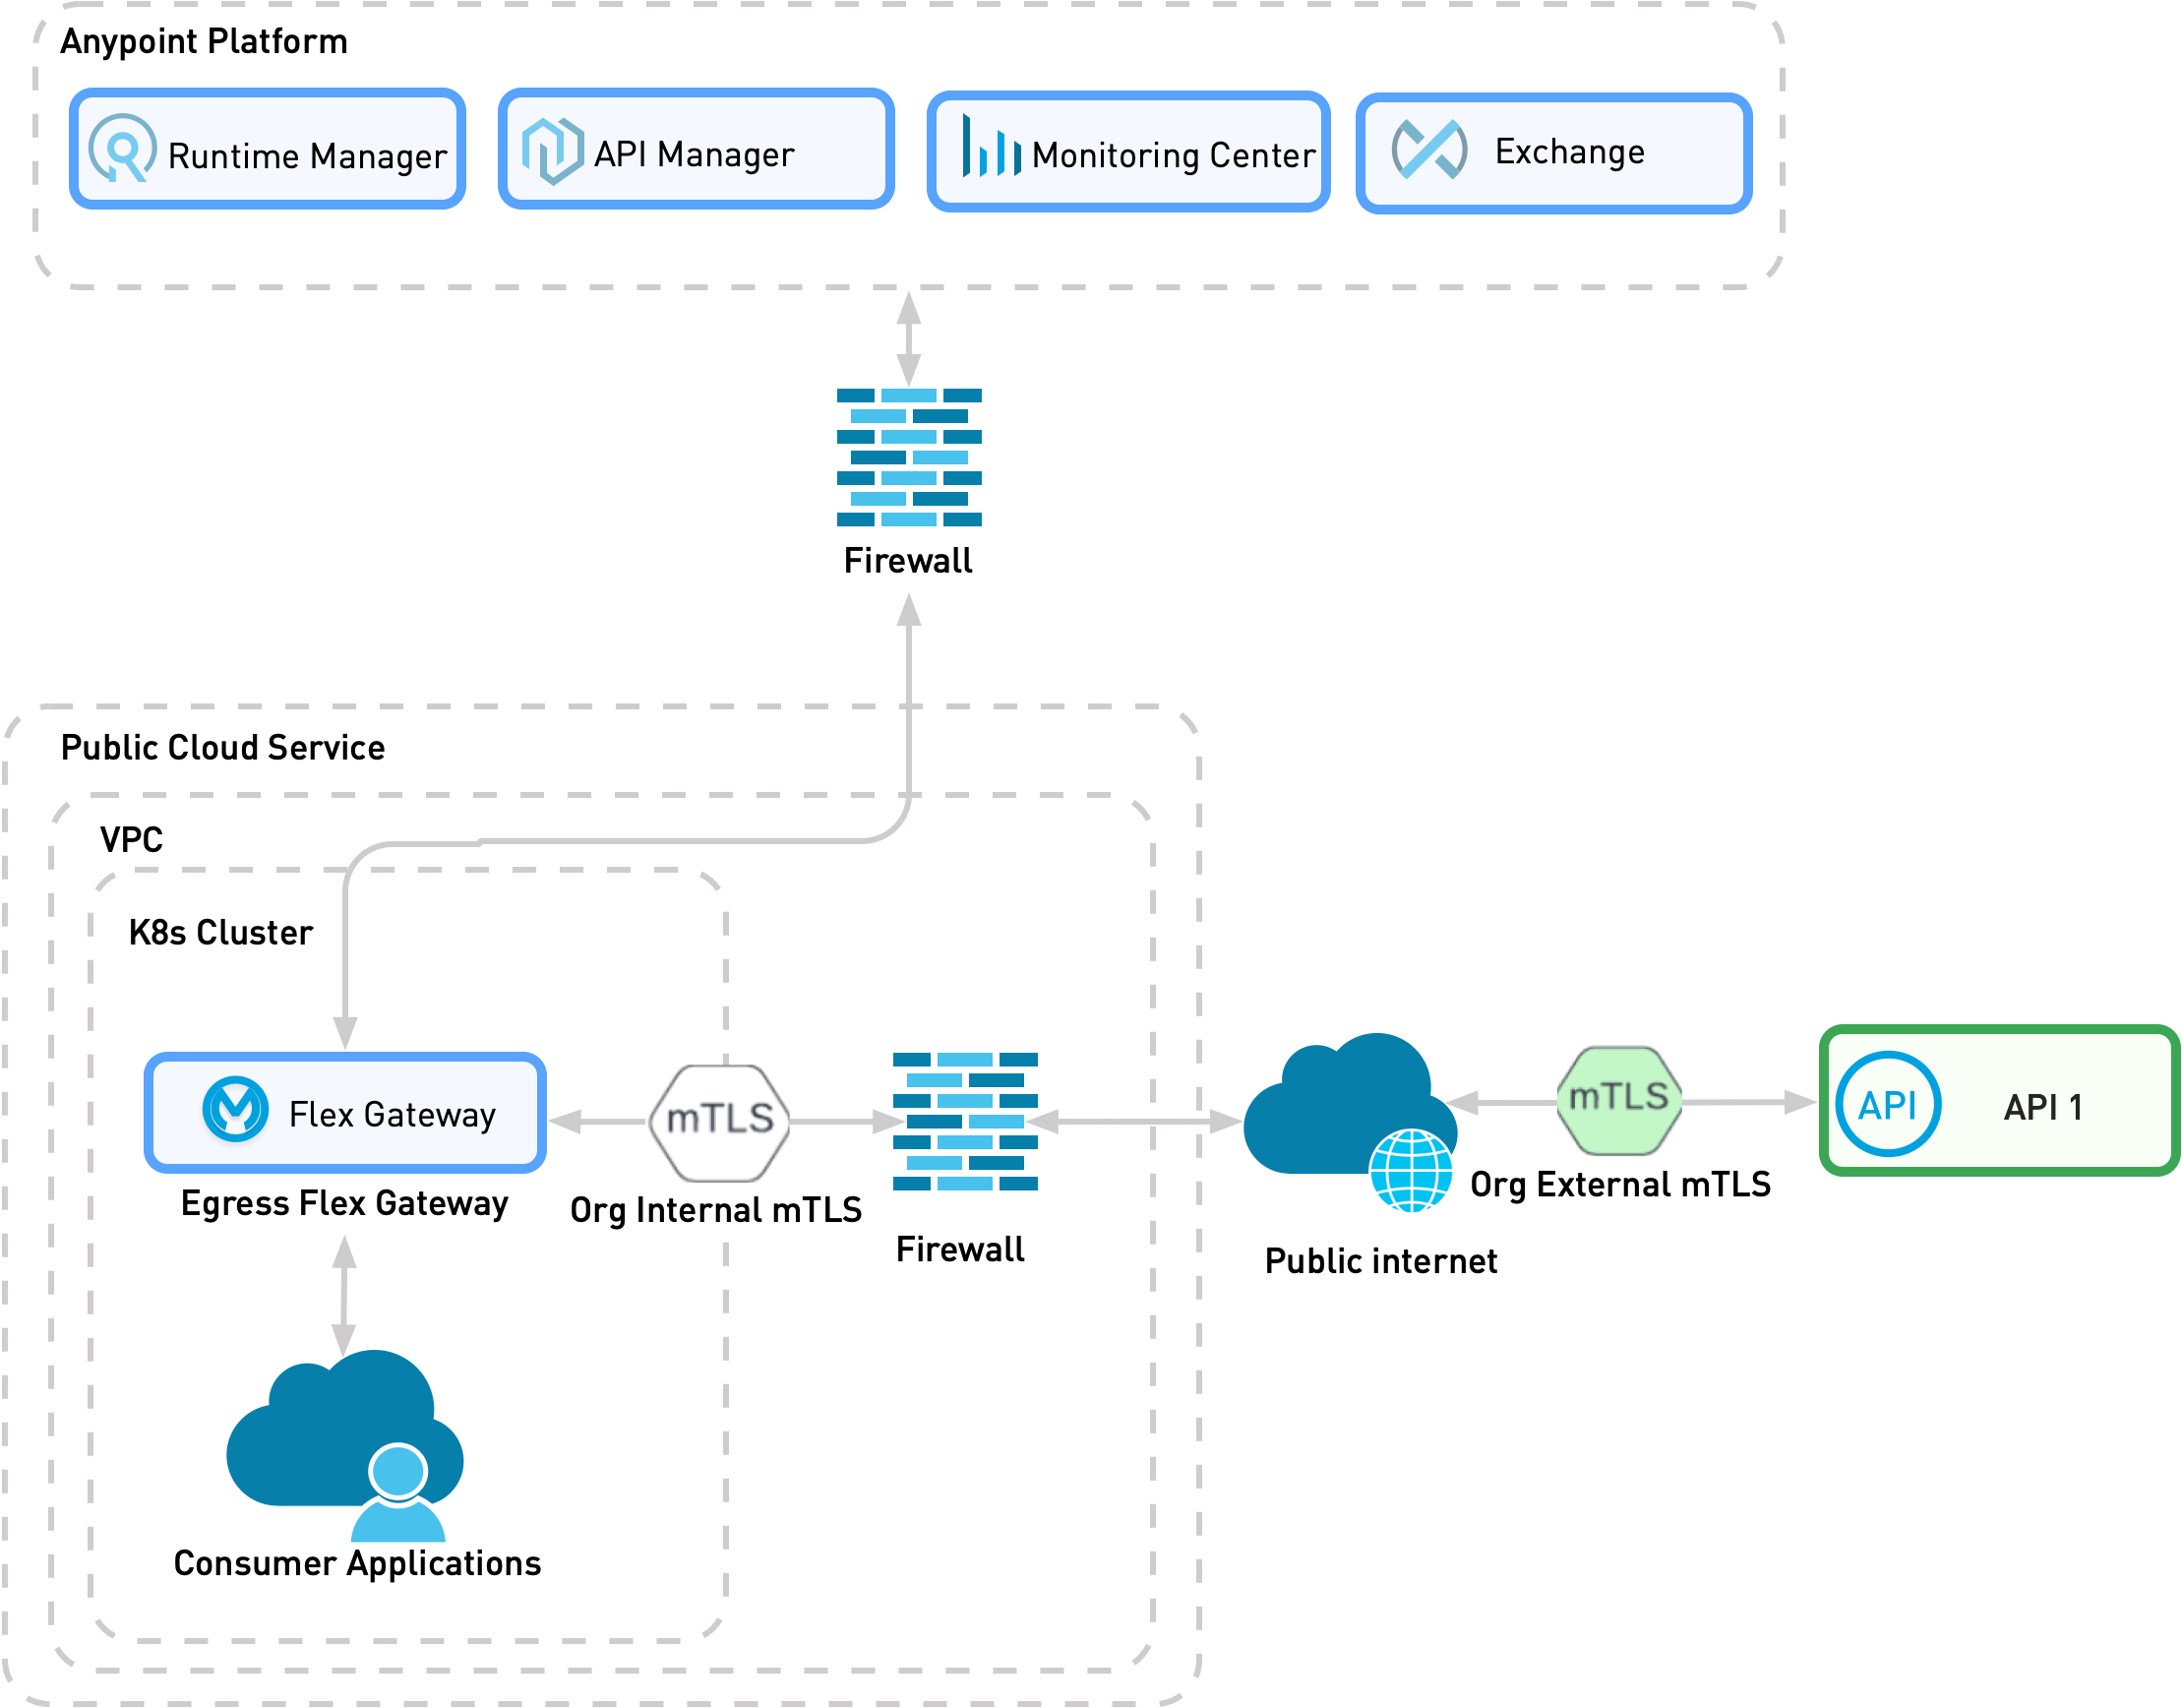 Anypoint Platform
Runtime Manager
API Manager
Monitoring Center
Exchange
Firewall
Public Cloud Service
VPC
K8s Cluster
Flex Gateway
Egress Flex Gateway
mTLS
Org Internal mTLS
Firewall
Public internet
mTLS
Org External mTLS
API
API 1
Consumer Applications